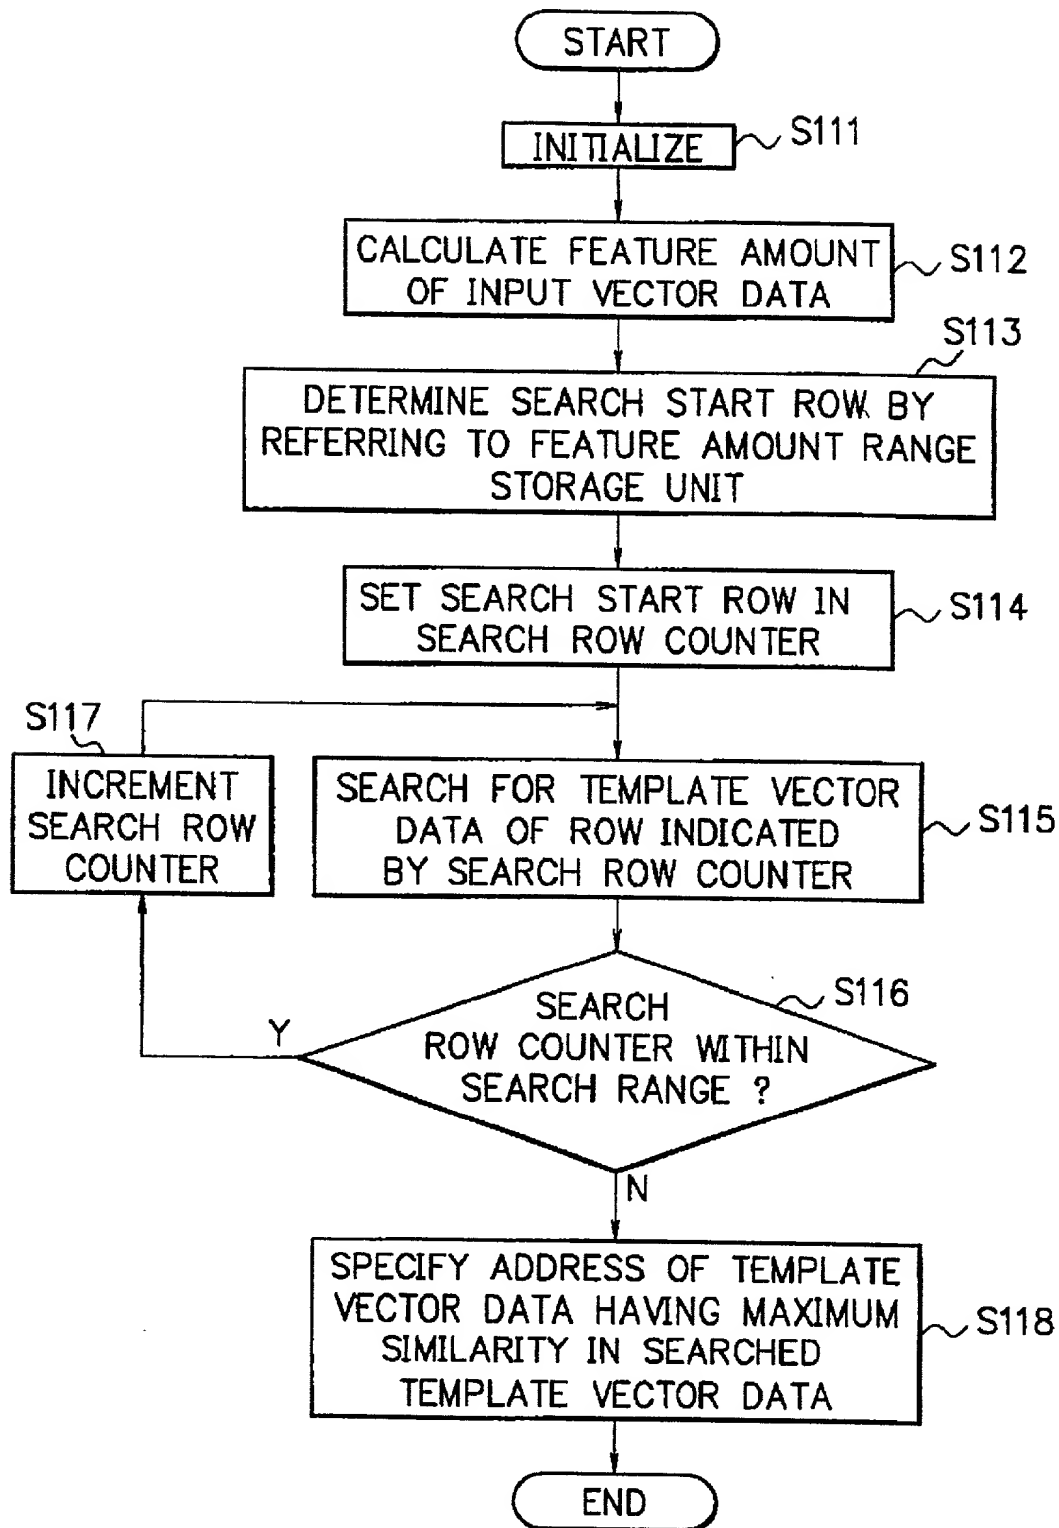 START
INITIALIZE
S111
CALCULATE FEATURE AMOUNT
OF INPUT VECTOR DATA
S112
S113
DETERMINE SEARCH START ROW BY
REFERRING TO FEATURE AMOUNT RANGE
STORAGE UNIT
SET SEARCH START ROW IN
SEARCH ROW COUNTER
S114
S117
INCREMENT
SEARCH ROW
COUNTER
SEARCH FOR TEMPLATE VECTOR
DATA OF ROW INDICATED
BY SEARCH ROW COUNTER
S115
SEARCH
ROW COUNTER WITHIN
SEARCH RANGE ?
S116
Y
N
SPECIFY ADDRESS OF TEMPLATE
VECTOR DATA HAVING MAXIMUM
SIMILARITY IN SEARCHED
TEMPLATE VECTOR DATA
S118
END